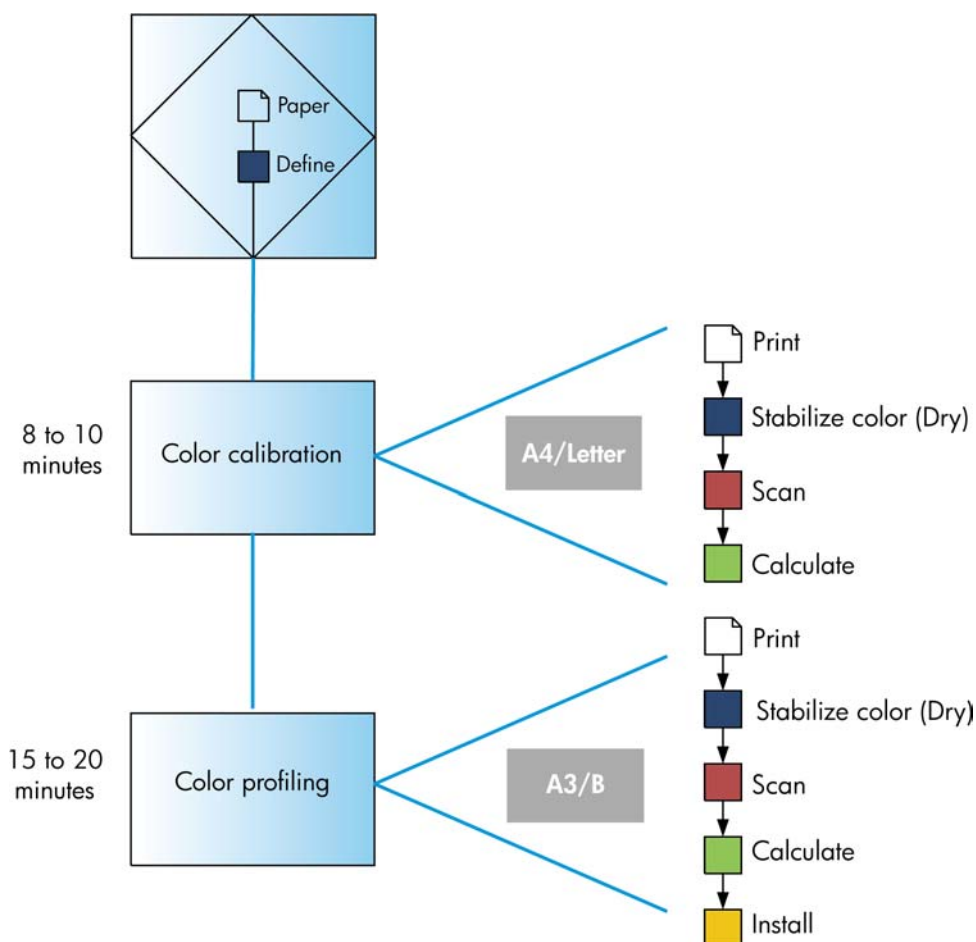 Paper
Define
8 to 10
minutes
Color calibration
A4/Letter
Print
Stabilize color (Dry)
Scan
Calculate
15 to 20
minutes
Color profiling
A3/B
Print
Stabilize color (Dry)
Scan
Calculate
Install